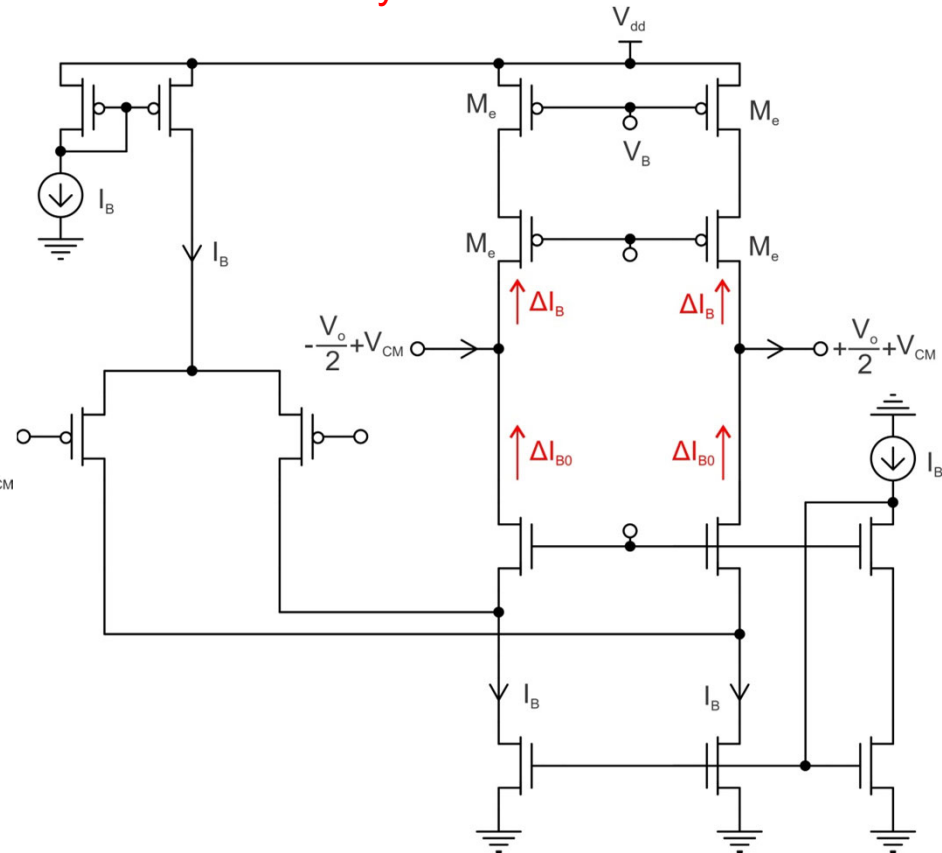 V_dd
M_e
M_e
V_B
I_B
M_e
M_e
I_B
ΔI_B
ΔI_B
-V_o/2+V_CM
+V_o/2+V_CM
ΔI_B0
ΔI_B0
I_B
CM
I_B
I_B